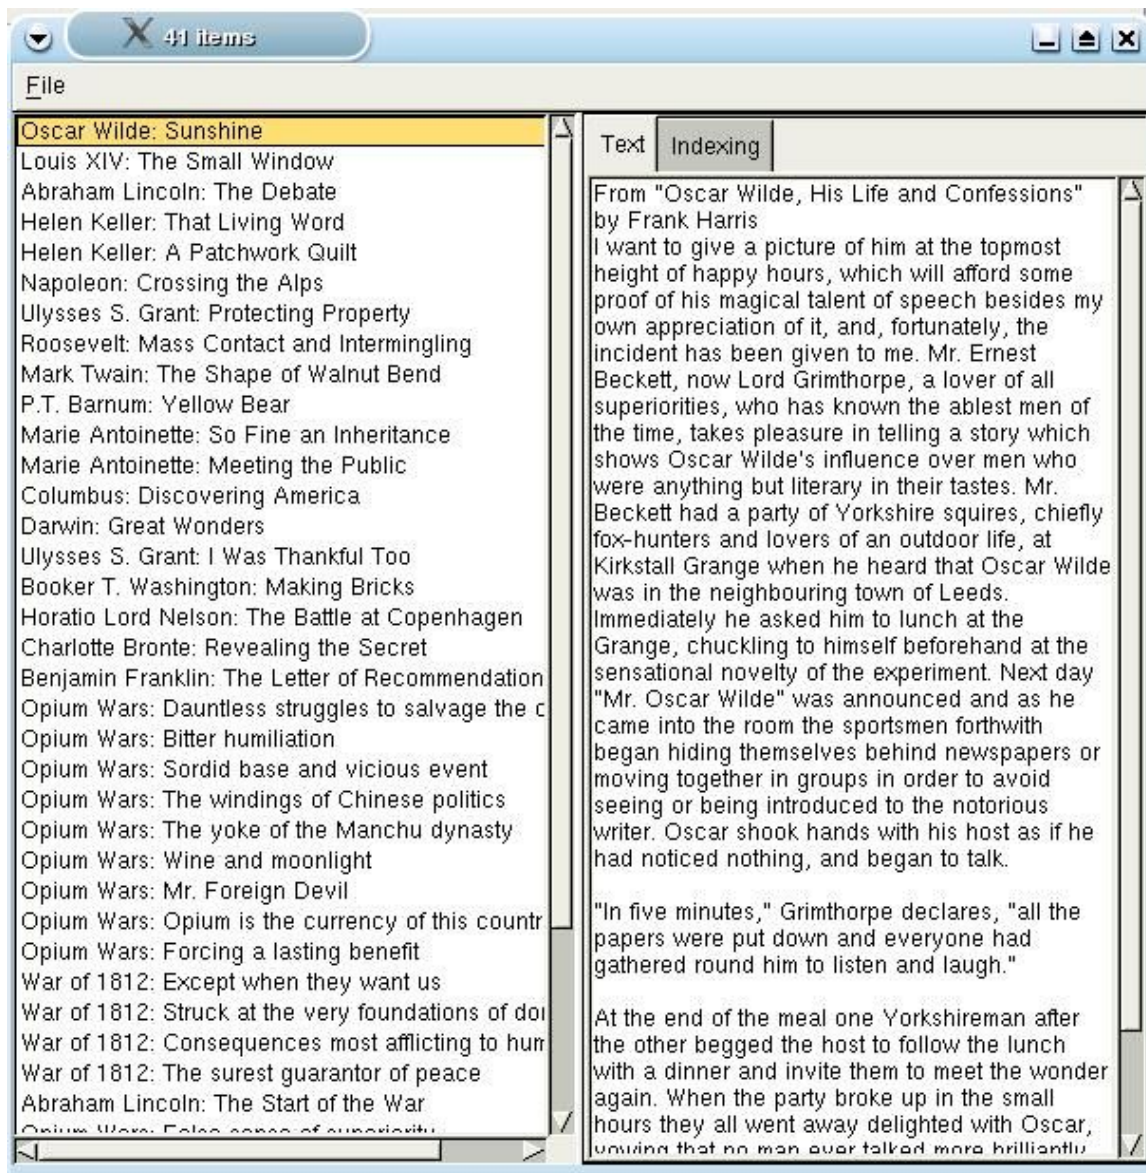 41 items
File
Oscar Wilde: Sunshine
Louis XIV: The Small Window
Abraham Lincoln: The Debate
Helen Keller: That Living Word
Helen Keller: A Patchwork Quilt
Napoleon: Crossing the Alps
Ulysses S. Grant: Protecting Property
Roosevelt: Mass Contact and Intermingling
Mark Twain: The Shape of Walnut Bend
P.T. Barnum: Yellow Bear
Marie Antoinette: So Fine an Inheritance
Marie Antoinette: Meeting the Public
Columbus: Discovering America
Darwin: Great Wonders
Ulysses S. Grant: I Was Thankful Too
Booker T. Washington: Making Bricks
Horatio Lord Nelson: The Battle at Copenhagen
Charlotte Bronte: Revealing the Secret
Benjamin Franklin: The Letter of Recommendation
Opium Wars: Dauntless struggles to salvage the c
Opium Wars: Bitter humiliation
Opium Wars: Sordid base and vicious event
Opium Wars: The windings of Chinese politics
Opium Wars: The yoke of the Manchu dynasty
Opium Wars: Wine and moonlight
Opium Wars: Mr. Foreign Devil
Opium Wars: Opium is the currency of this countr
Opium Wars: Forcing a lasting benefit
War of 1812: Except when they want us
War of 1812: Struck at the very foundations of do
War of 1812: Consequences most afflicting to hum
War of 1812: The surest guarantor of peace
Abraham Lincoln: The Start of the War
Opium Wars: False sense of superiority
Text Indexing
From "Oscar Wilde, His Life and Confessions"
by Frank Harris
I want to give a picture of him at the topmost
height of happy hours, which will afford some
proof of his magical talent of speech besides my
own appreciation of it, and, fortunately, the
incident has been given to me. Mr. Ernest
Beckett, now Lord Grimthorpe, a lover of all
superiorities, who has known the ablest men of
the time, takes pleasure in telling a story which
shows Oscar Wilde's influence over men who
were anything but literary in their tastes. Mr.
Beckett had a party of Yorkshire squires, chiefly
fox-hunters and lovers of an outdoor life, at
Kirkstall Grange when he heard that Oscar Wilde
was in the neighbouring town of Leeds.
Immediately he asked him to lunch at the
Grange, chuckling to himself beforehand at the
sensational novelty of the experiment. Next day
"Mr. Oscar Wilde" was announced and as he
came into the room the sportsmen forthwith
began hiding themselves behind newspapers or
moving together in groups in order to avoid
seeing or being introduced to the notorious
writer. Oscar shook hands with his host as if he
had noticed nothing, and began to talk.
"In five minutes," Grimthorpe declares, "all the
papers were put down and everyone had
gathered round him to listen and laugh."
At the end of the meal one Yorkshireman after
the other begged the host to follow the lunch
with a dinner and invite them to meet the wonder
again. When the party broke up in the small
hours they all went away delighted with Oscar,
vowing that no man ever talked more brilliantly.